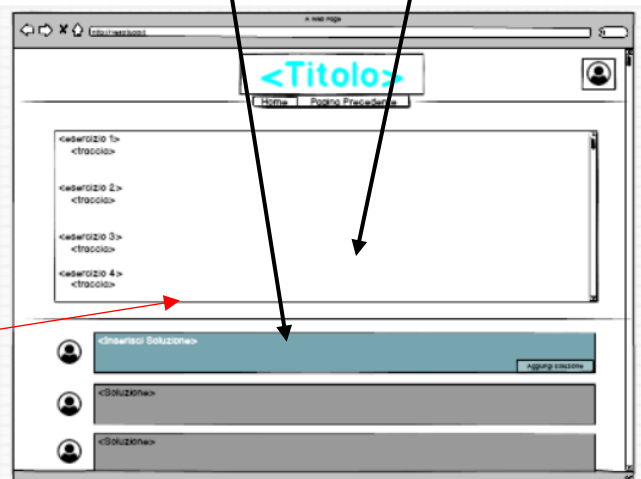 A Web Page
<Titolo>
Home Pagina Precedente
<esercizio 1>
<traccia>
<esercizio 2>
<traccia>
<esercizio 3>
<traccia>
<esercizio 4>
<traccia>
<Inserisci Soluzione>
Aggiungi soluzione
<Soluzione>
<Soluzione>